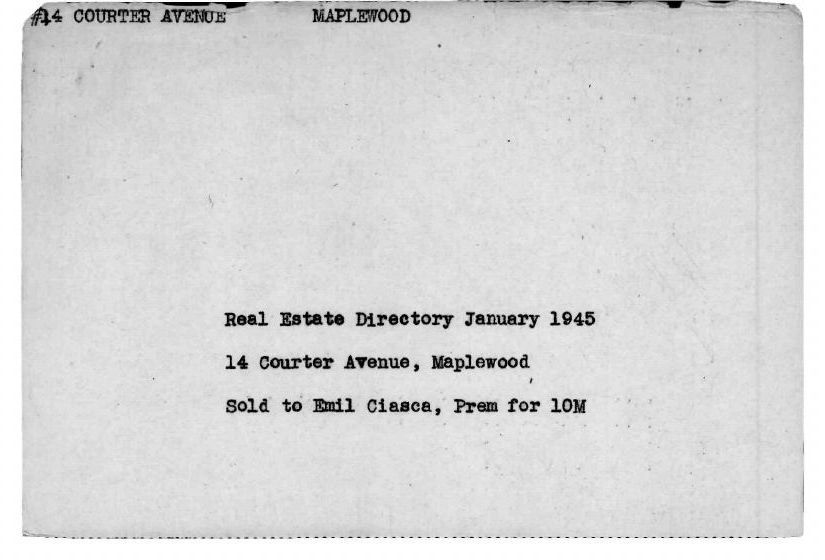 #14 COURTER AVENUE MAPLEWOOD
Real Estate Directory January 1945
14 Courter Avenue, Maplewood
Sold to Emil Ciasca, Prem for 10M